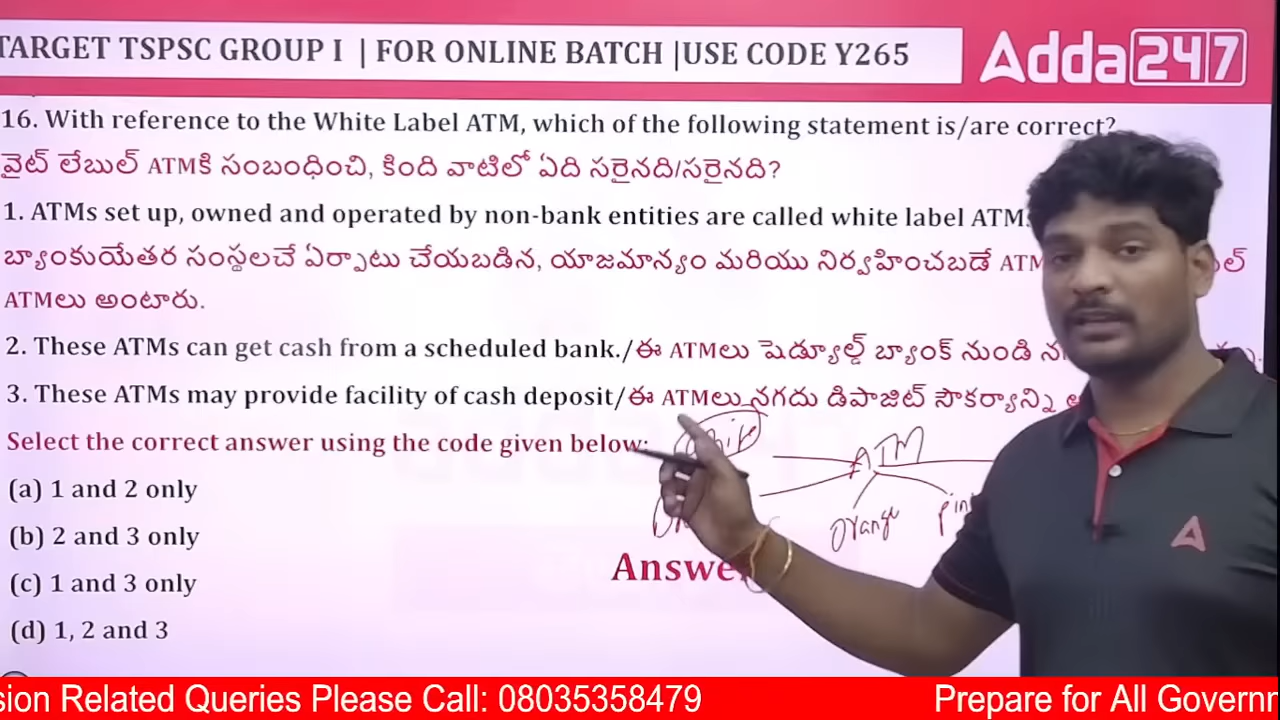 TARGET TSPSC GROUP I | FOR ONLINE BATCH |USE CODE Y265
Adda247
16. With reference to the White Label ATM, which of the following statement is/are correct?
వైట్ లేబుల్ ATMకి సంబంధించి, కింది వాటిలో ఏది సరైనది/సరైనది?
1. ATMs set up, owned and operated by non-bank entities are called white label ATM
బ్యాంకుయేతర సంస్థలచే ఏర్పాటు చేయబడిన, యాజమాన్యం మరియు నిర్వహించబడే ATM
ATMలు అంటారు.
2. These ATMs can get cash from a scheduled bank./ఈ ATMలు షెడ్యూల్డ్ బ్యాంక్ నుండి
3. These ATMs may provide facility of cash deposit/ఈ ATMలు నగదు డిపాజిట్ సౌకర్యాన్ని
Select the correct answer using the code given below:
ATM
(a) 1 and 2 only
Orange
(b) 2 and 3 only
(c) 1 and 3 only
(d) 1, 2 and 3
Related Queries Please Call: 08035358479 Prepare for All